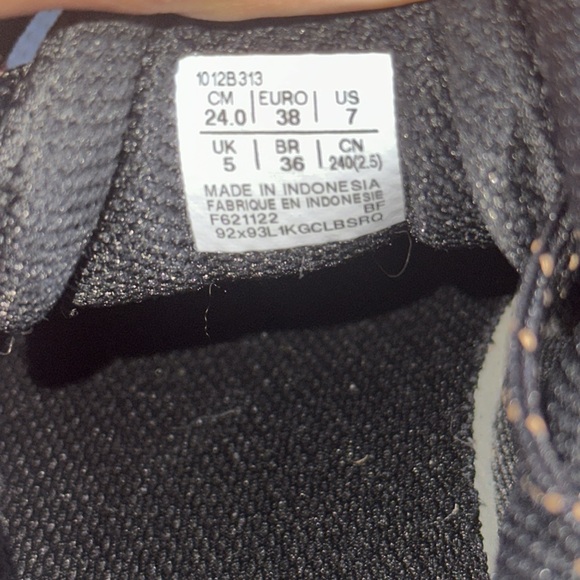 1012B313
CM | EURO | US
24.0 | 38 | 7
UK | BR | CN
5 | 36 | 240(2.5)
MADE IN INDONESIA
FABRIQUE EN INDONESIE
F621122 BF
92x93L1KGCLBSRQ